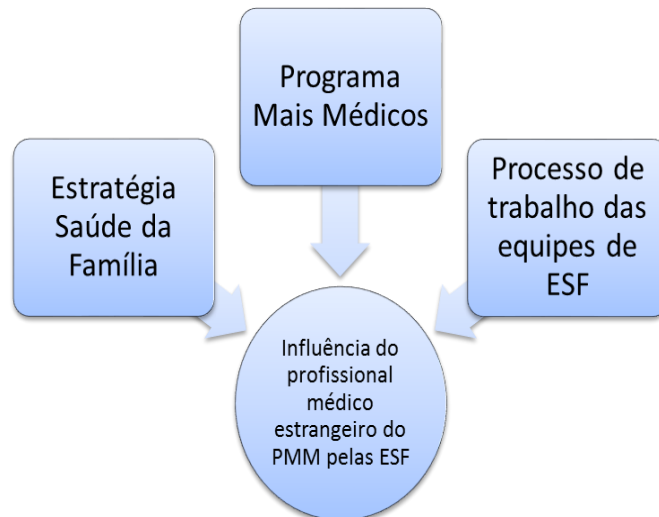 Programa
Mais Médicos
Estratégia
Saúde da
Família
Processo de
trabalho das
equipes de
ESF
Influência do
profissional
médico
estrangeiro do
PMM pelas ESF